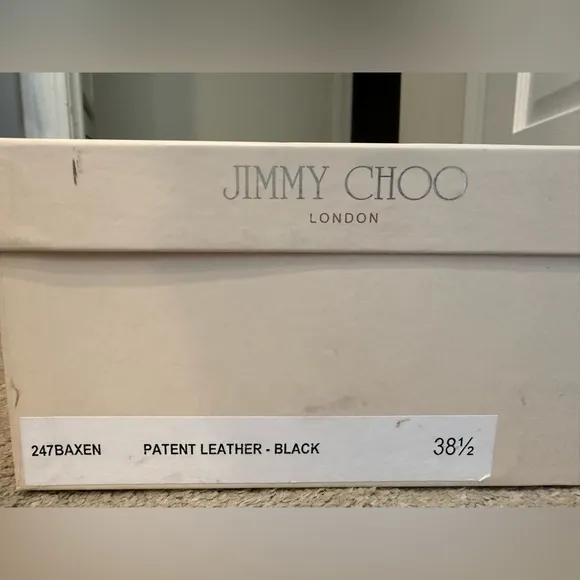 JIMMY CHOO
LONDON
247BAXEN PATENT LEATHER - BLACK 38½